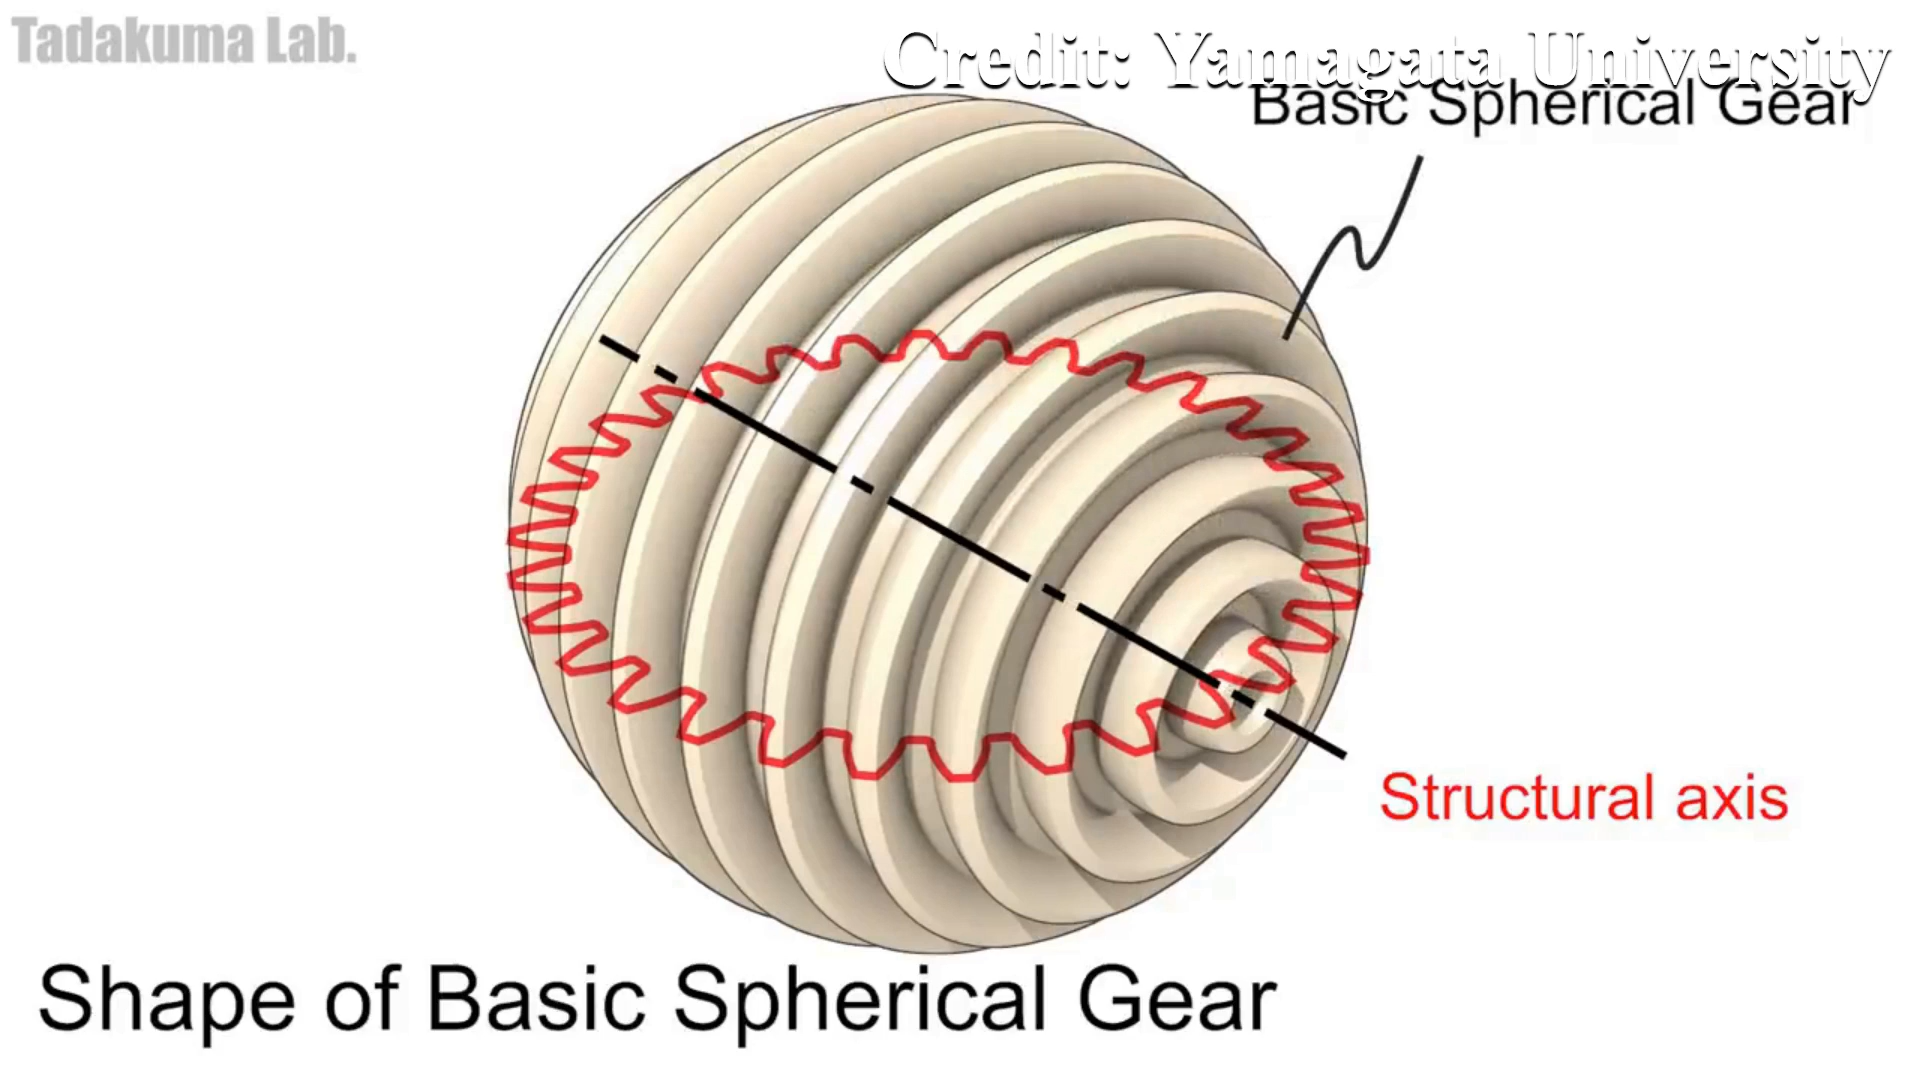 Tadakuma Lab.
Credit: Yamagata University
Basic Spherical Gear
Structural axis
Shape of Basic Spherical Gear